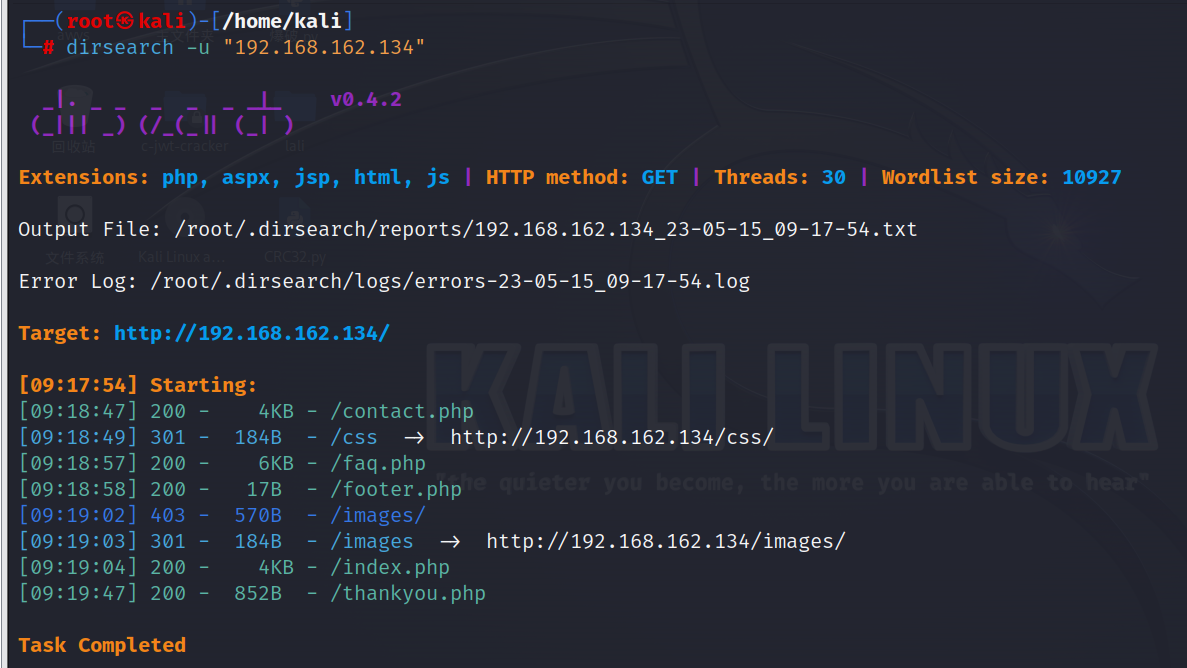 ┌──(root㉿kali)-[/home/kali]
└─# dirsearch -u "192.168.162.134"
_|. _ _  _  _  _ _|_    v0.4.2
(_||| _) (/_(_|| (_| )
Extensions: php, aspx, jsp, html, js | HTTP method: GET | Threads: 30 | Wordlist size: 10927
Output File: /root/.dirsearch/reports/192.168.162.134_23-05-15_09-17-54.txt
回收站 c-jwt-cracker lali
Error Log: /root/.dirsearch/logs/errors-23-05-15_09-17-54.log
文件系统 Kali Linux a... CRC32.py
Target: http://192.168.162.134/
KALI LINUX
"the quieter you become, the more you are able to hear"
[09:17:54] Starting:
[09:18:47] 200 -    4KB - /contact.php
[09:18:49] 301 -  184B  - /css  ->  http://192.168.162.134/css/
[09:18:57] 200 -    6KB - /faq.php
[09:18:58] 200 -   17B  - /footer.php
[09:19:02] 403 -  570B  - /images/
[09:19:03] 301 -  184B  - /images  ->  http://192.168.162.134/images/
[09:19:04] 200 -    4KB - /index.php
[09:19:47] 200 -  852B  - /thankyou.php
Task Completed